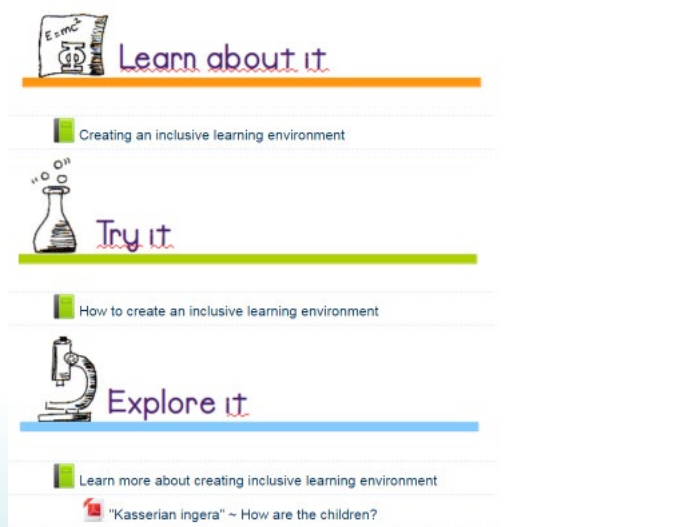 E=mc²
Φ
Learn about it
Creating an inclusive learning environment
Try it
How to create an inclusive learning environment
Explore it
Learn more about creating inclusive learning environment
"Kasserian ingera" ~ How are the children?